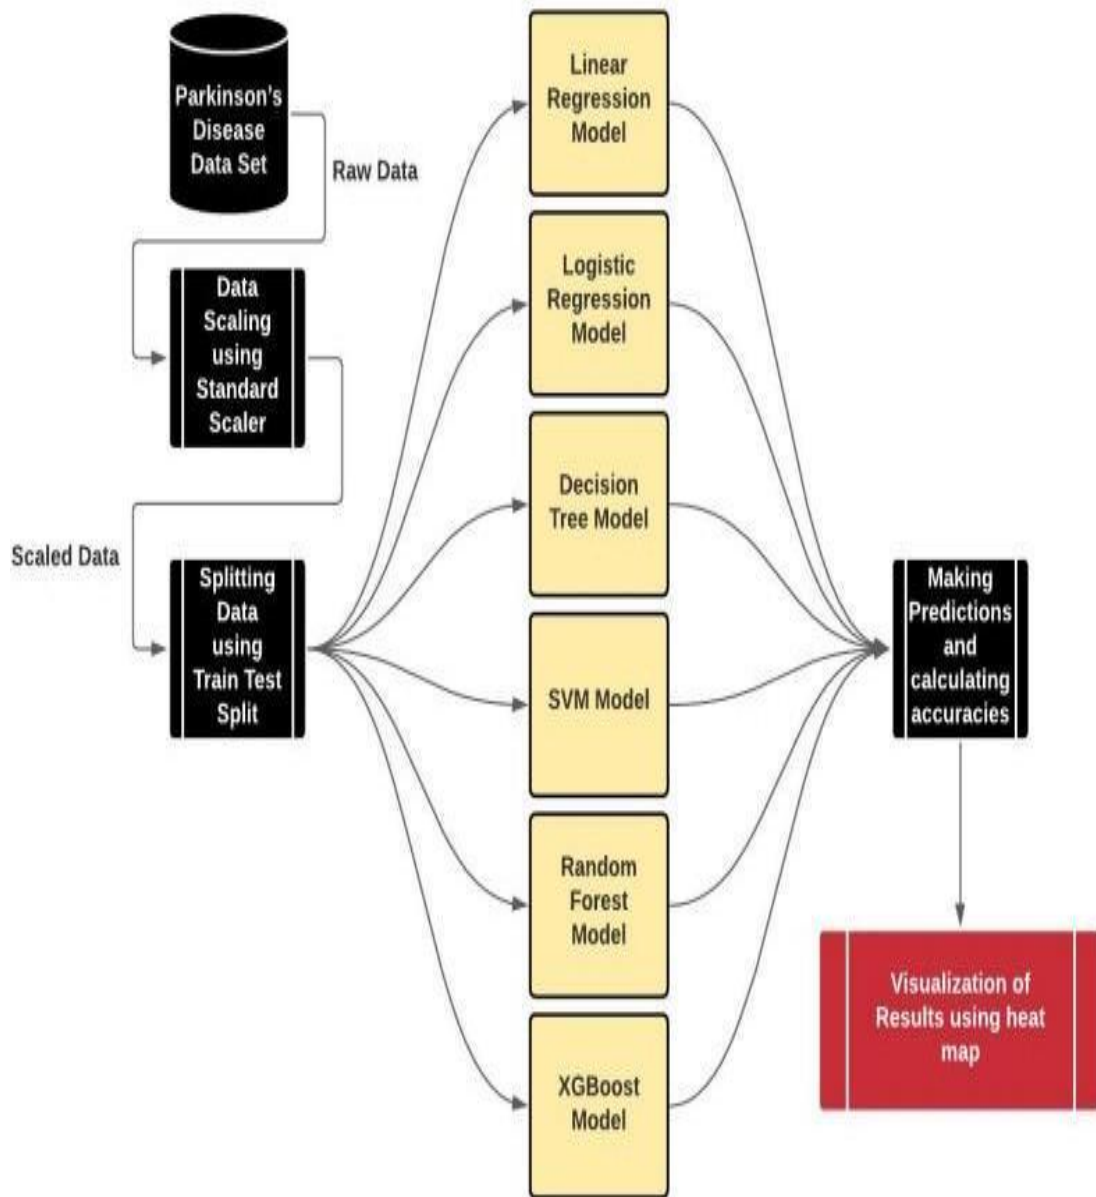 Parkinson's
Disease
Data Set
Raw Data
Data
Scaling
using
Standard
Scaler
Scaled Data
Splitting
Data
using
Train Test
Split
Linear
Regression
Model
Logistic
Regression
Model
Decision
Tree Model
SVM Model
Random
Forest
Model
XGBoost
Model
Making
Predictions
and
calculating
accuracies
Visualization of
Results using heat
map